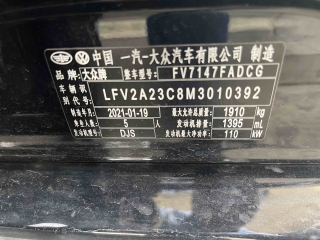 中国 一汽-大众汽车有限公司 制造
品牌 大众牌 整车型号 FV7147FADCG
车辆识别代号 LFV2A23C8M3010392
制造年月 2021-01-19 最大允许总质量 1910 kg
乘坐人数 5 人 发动机排量 1395 mL
发动机型号 DJS 发动机最大净功率 110 kW